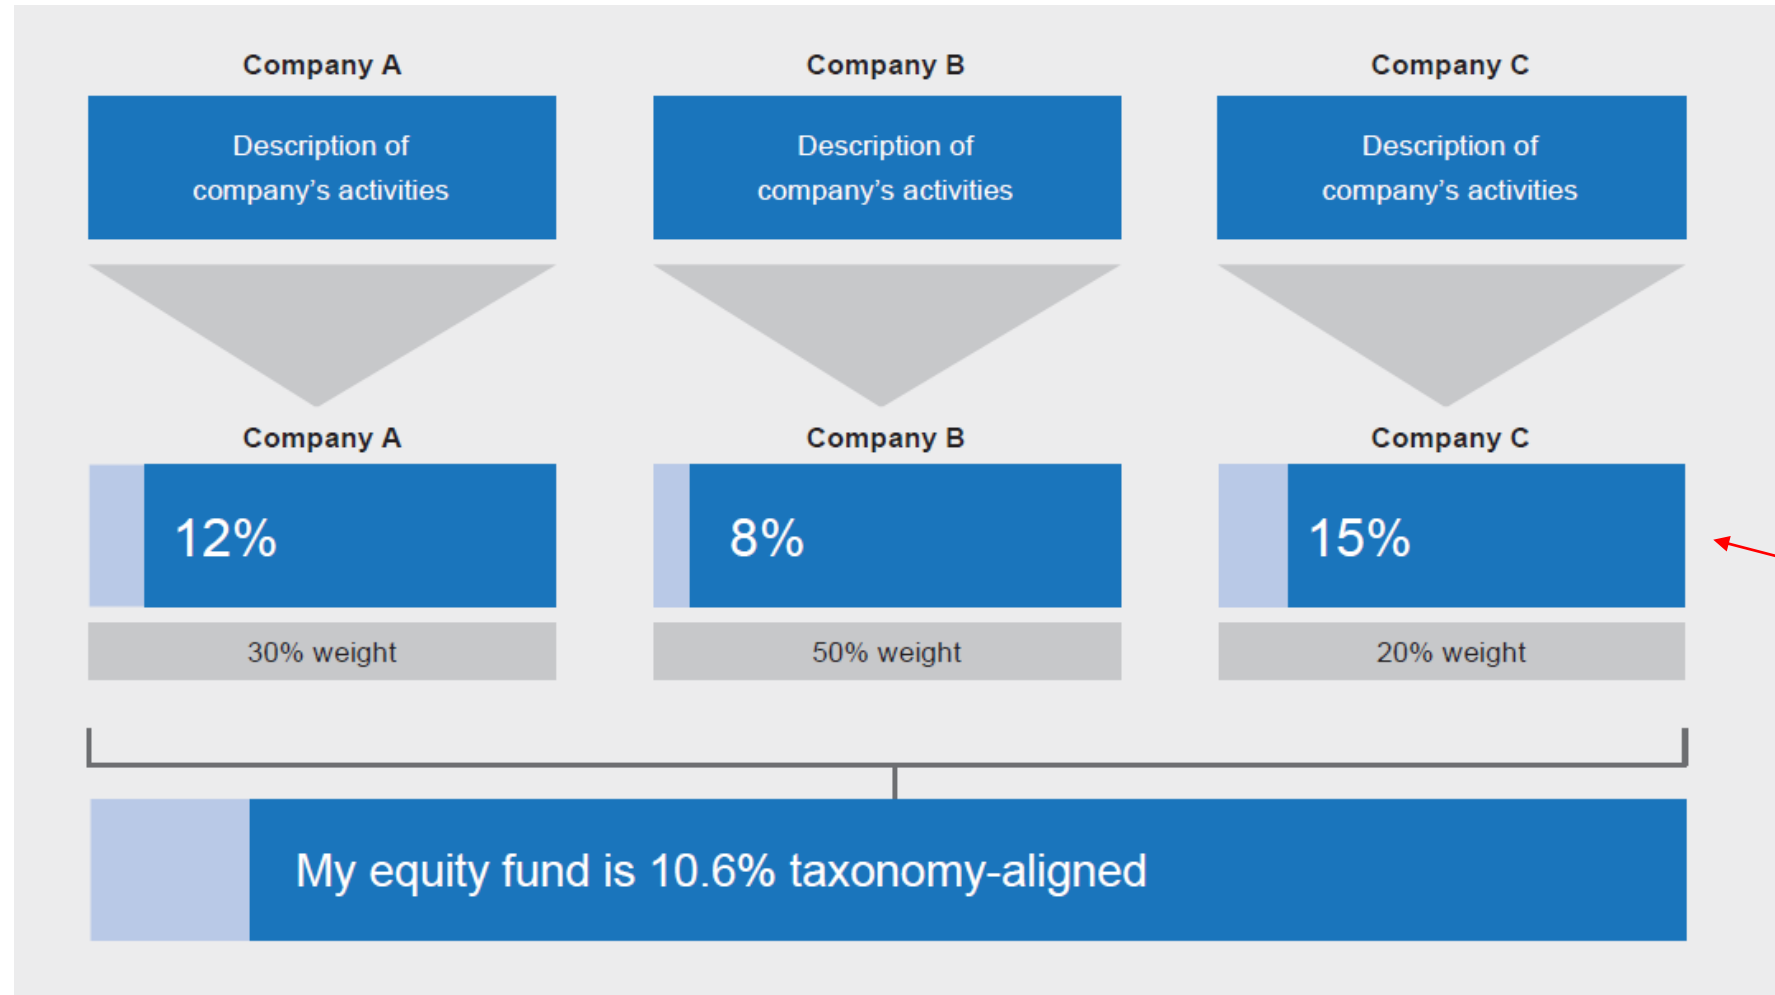 Company A
Company B
Company C
Description of
company’s activities
Description of
company’s activities
Description of
company’s activities
Company A
Company B
Company C
12%
8%
15%
30% weight
50% weight
20% weight
My equity fund is 10.6% taxonomy-aligned